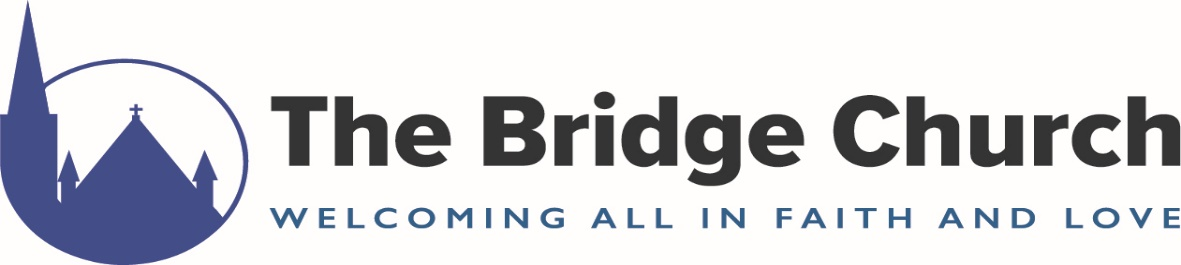 The Bridge Church
WELCOMING ALL IN FAITH AND LOVE